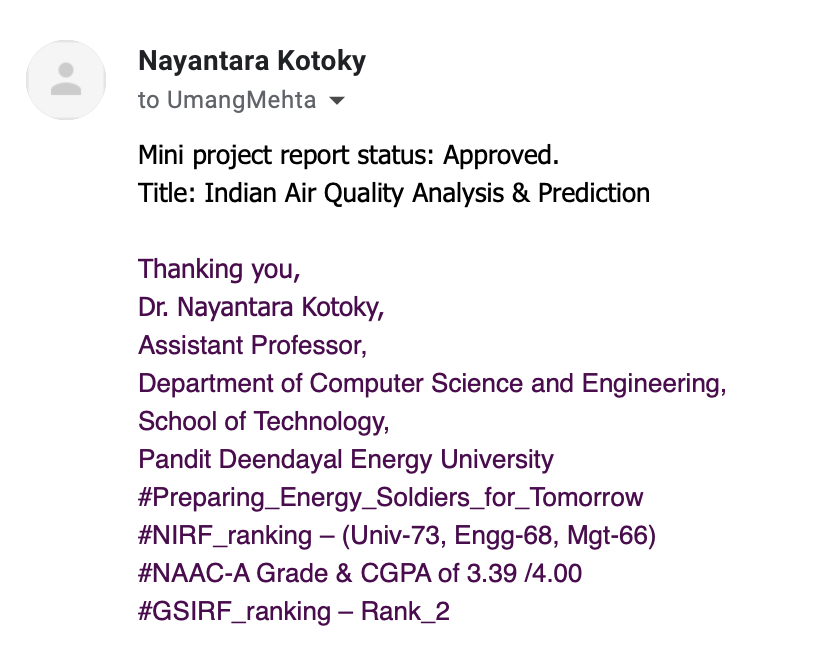 Nayantara Kotoky
to UmangMehta
Mini project report status: Approved.
Title: Indian Air Quality Analysis & Prediction
Thanking you,
Dr. Nayantara Kotoky,
Assistant Professor,
Department of Computer Science and Engineering,
School of Technology,
Pandit Deendayal Energy University
#Preparing_Energy_Soldiers_for_Tomorrow
#NIRF_ranking – (Univ-73, Engg-68, Mgt-66)
#NAAC-A Grade & CGPA of 3.39 /4.00
#GSIRF_ranking – Rank_2